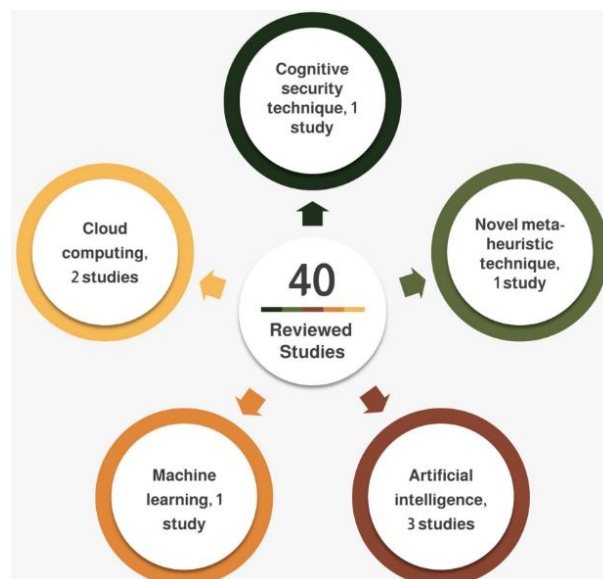 Cognitive
security
technique, 1
study
Cloud
computing,
2 studies
Novel meta-
heuristic
technique,
1 study
40
Reviewed
Studies
Machine
learning, 1
study
Artificial
intelligence,
3 studies